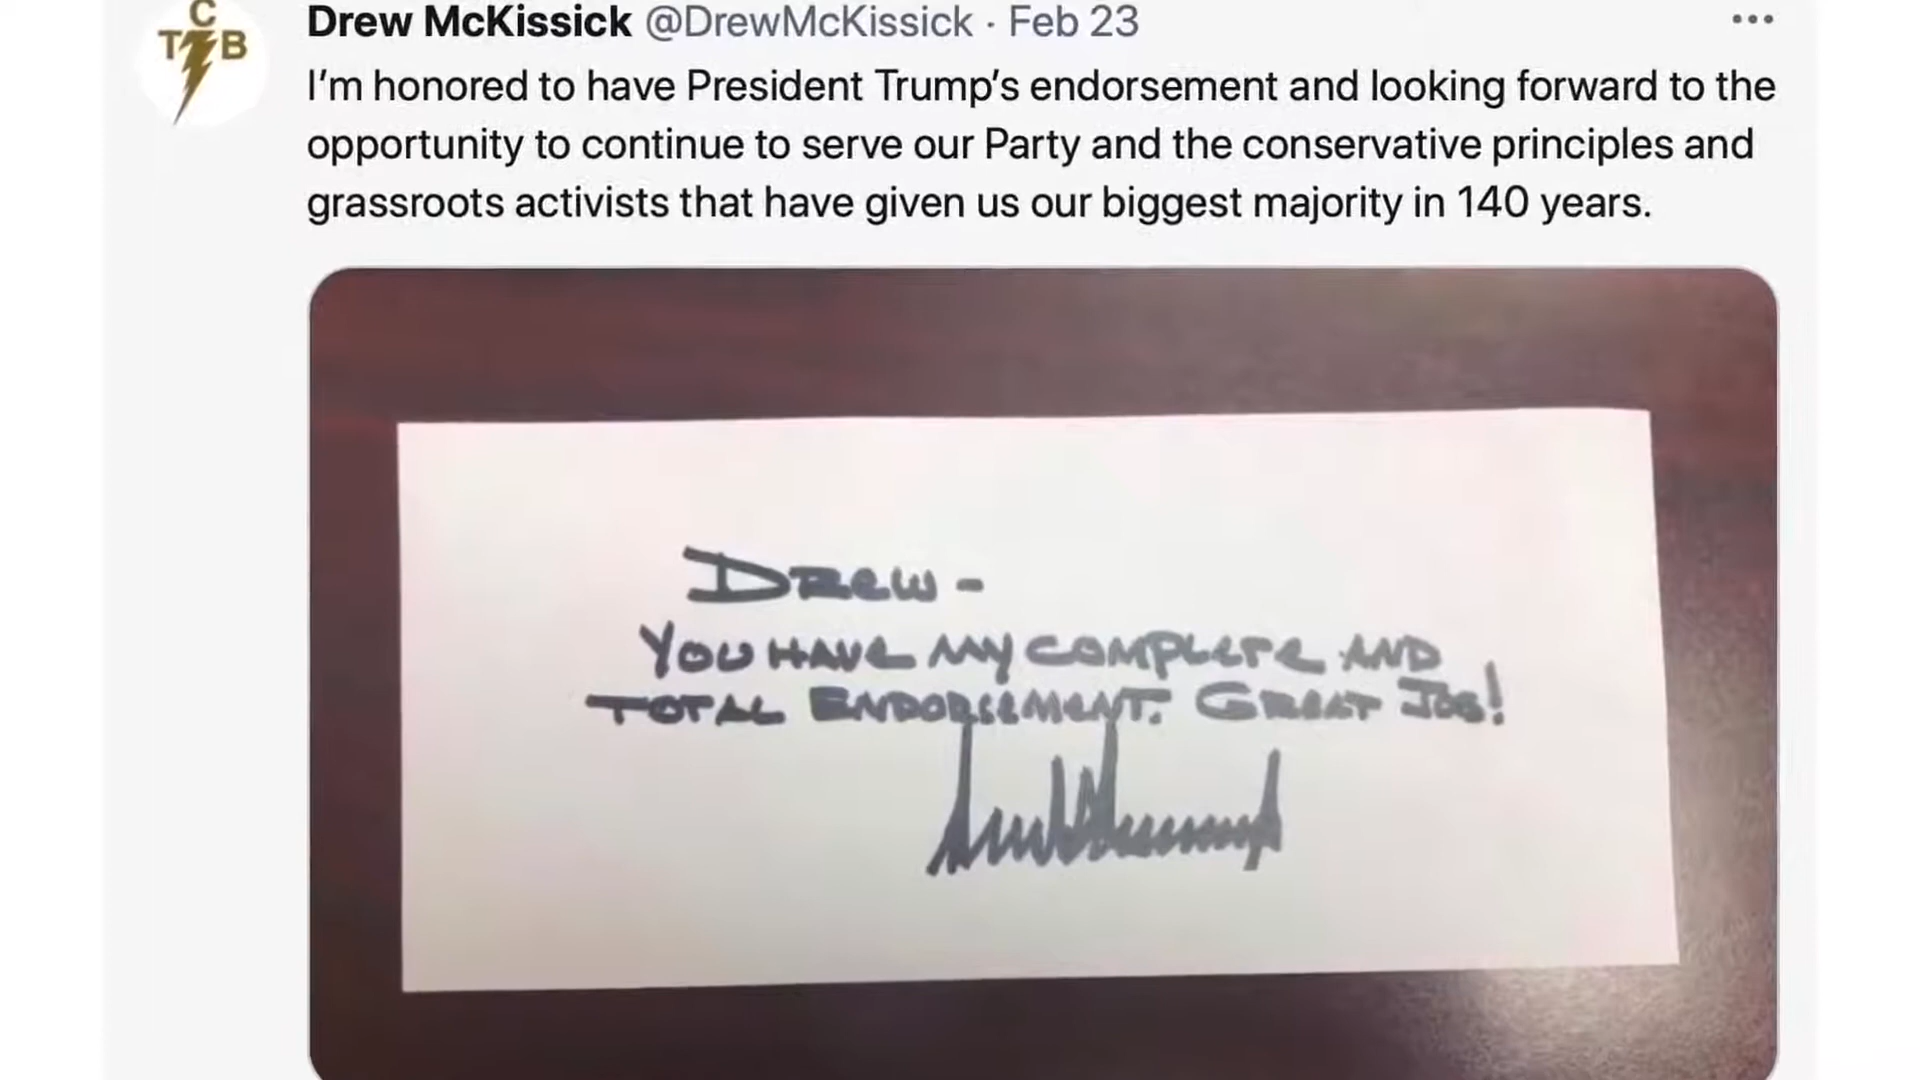 C
T B
Drew McKissick @DrewMcKissick · Feb 23 •••
I'm honored to have President Trump's endorsement and looking forward to the
opportunity to continue to serve our Party and the conservative principles and
grassroots activists that have given us our biggest majority in 140 years.
DREW -
YOU HAVE MY COMPLETE AND
TOTAL ENDORSEMENT. GREAT JOB!